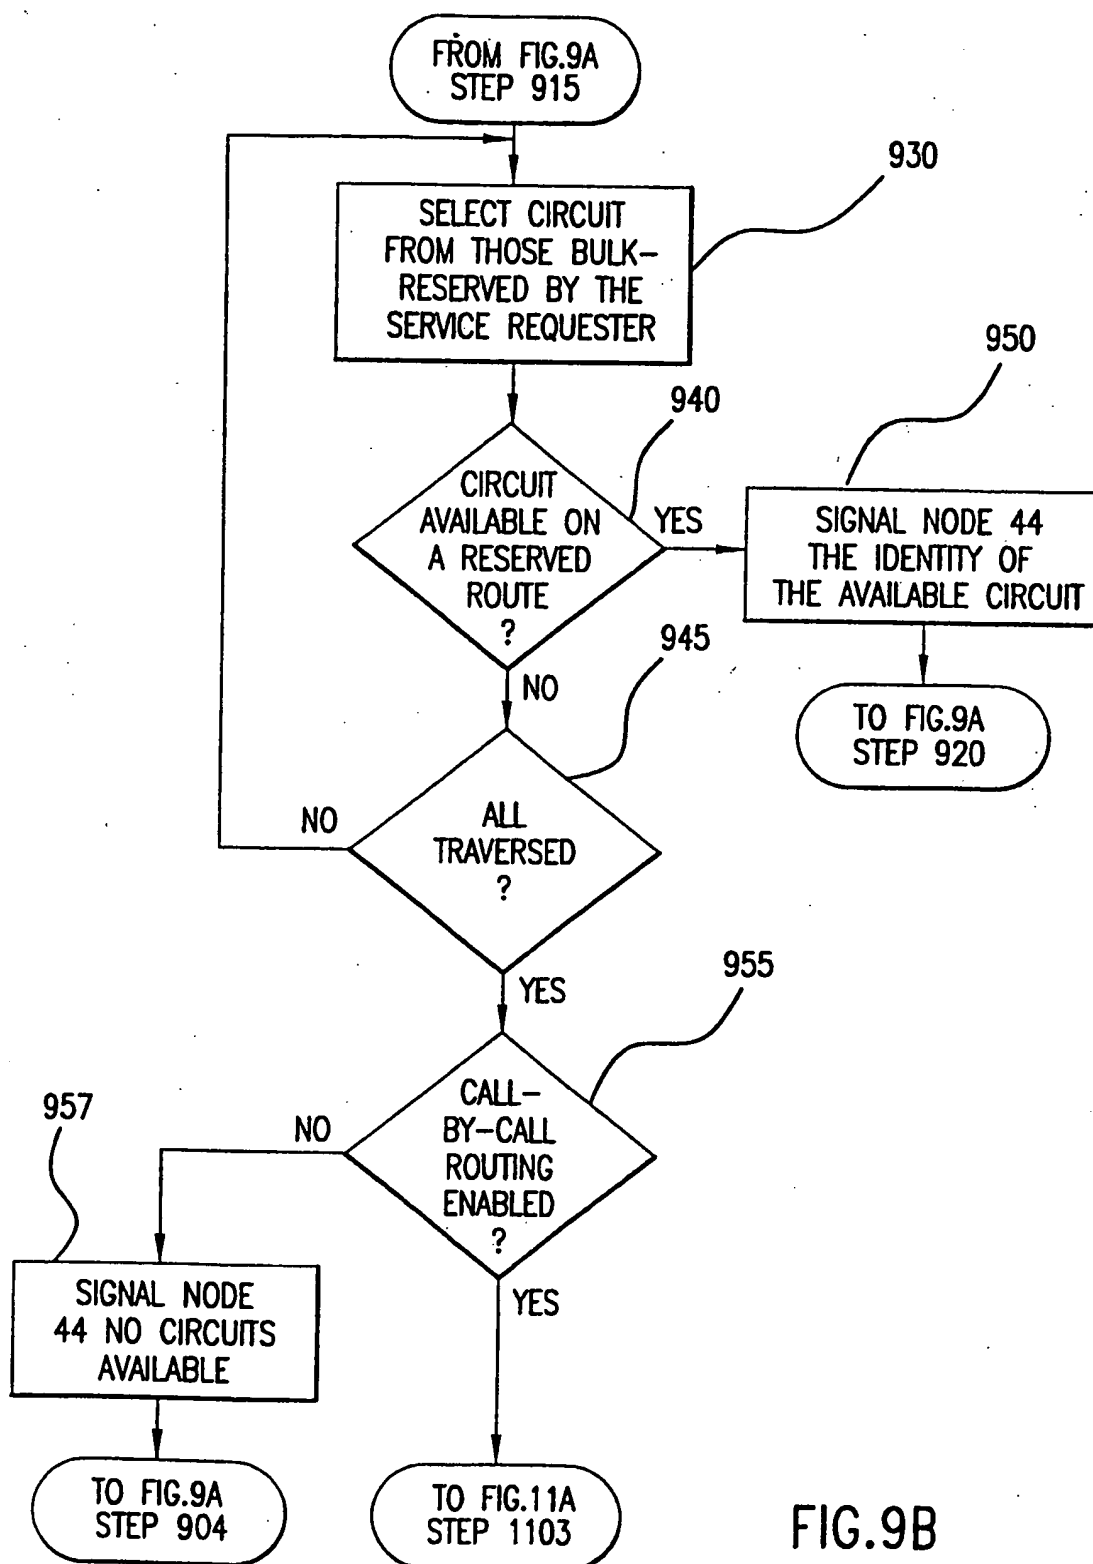 FROM FIG.9A
STEP 915
930
SELECT CIRCUIT
FROM THOSE BULK-
RESERVED BY THE
SERVICE REQUESTER
950
940
CIRCUIT
AVAILABLE ON
A RESERVED
ROUTE
?
YES
SIGNAL NODE 44
THE IDENTITY OF
THE AVAILABLE CIRCUIT
945
NO
TO FIG.9A
STEP 920
NO
ALL
TRAVERSED
?
YES
955
957
NO
CALL-
BY-CALL
ROUTING
ENABLED
?
YES
SIGNAL NODE
44 NO CIRCUITS
AVAILABLE
TO FIG.9A
STEP 904
TO FIG.11A
STEP 1103
FIG.9B